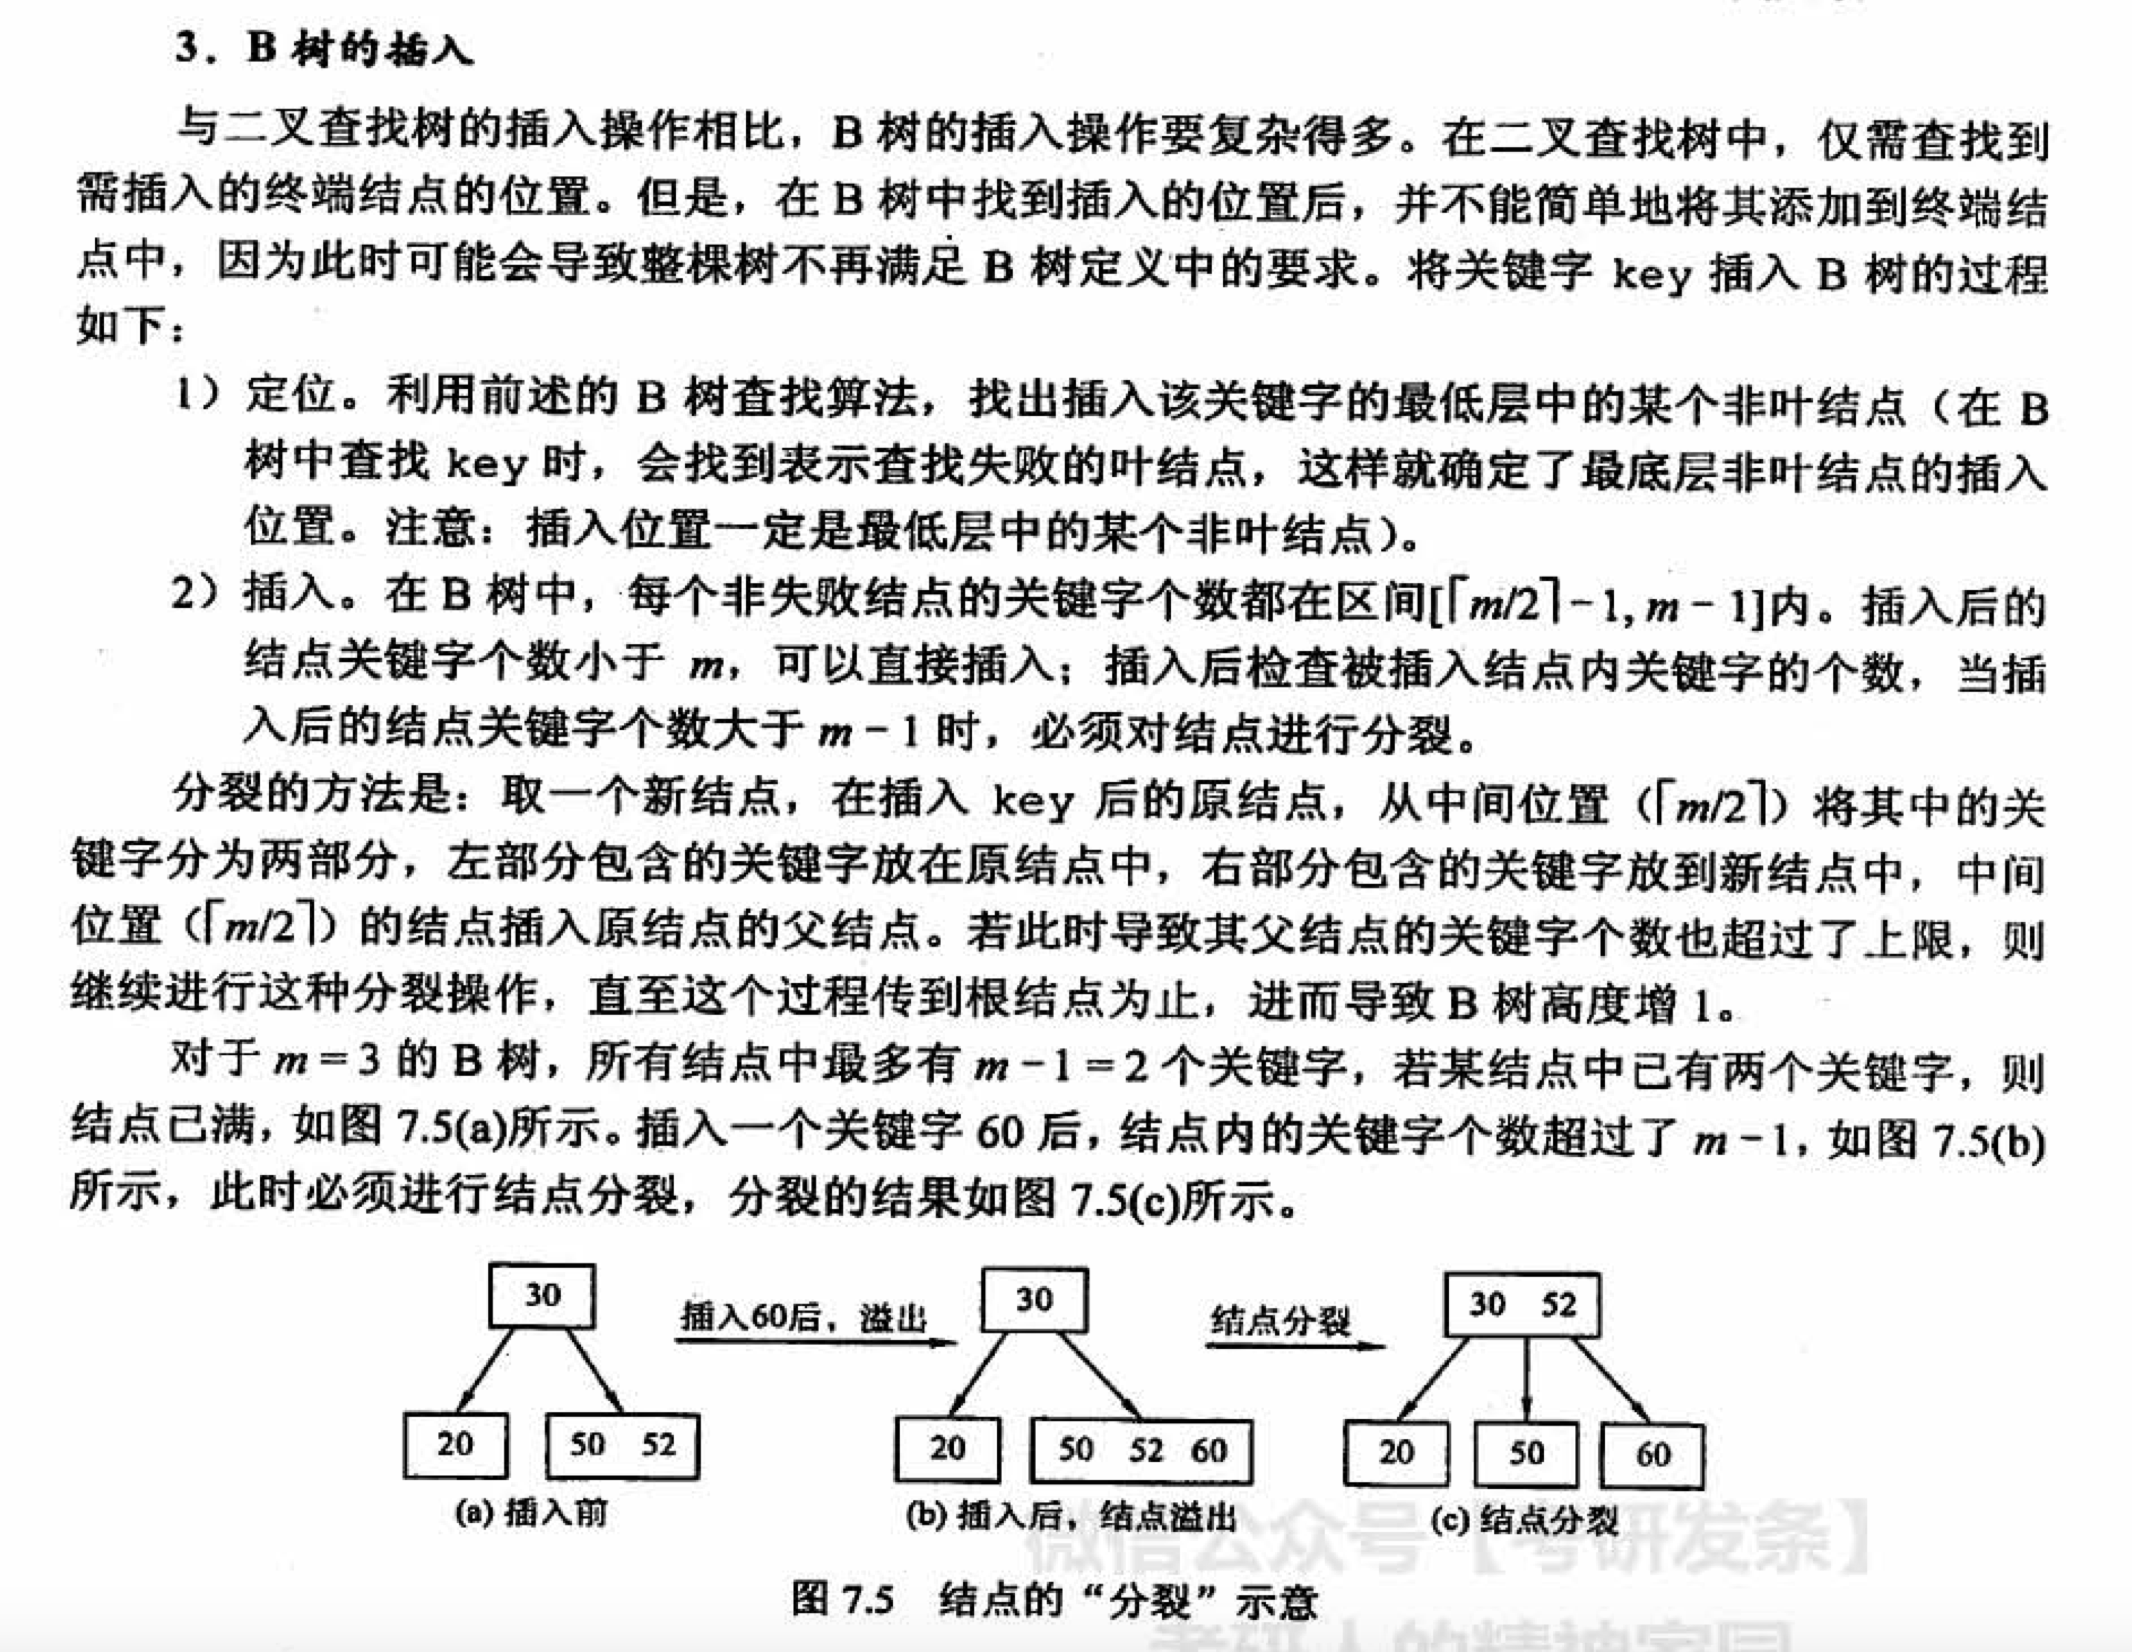 3．B 树的插入
与二叉查找树的插入操作相比，B 树的插入操作要复杂得多。在二叉查找树中，仅需查找到
需插入的终端结点的位置。但是，在 B 树中找到插入的位置后，并不能简单地将其添加到终端结
点中，因为此时可能会导致整棵树不再满足 B 树定义中的要求。将关键字 key 插入 B 树的过程
如下：
1）定位。利用前述的 B 树查找算法，找出插入该关键字的最低层中的某个非叶结点（在 B
树中查找 key 时，会找到表示查找失败的叶结点，这样就确定了最底层非叶结点的插入
位置。注意：插入位置一定是最低层中的某个非叶结点）。
2）插入。在 B 树中，每个非失败结点的关键字个数都在区间[⌈m/2⌉−1, m − 1]内。插入后的
结点关键字个数小于 m，可以直接插入；插入后检查被插入结点内关键字的个数，当插
入后的结点关键字个数大于 m − 1 时，必须对结点进行分裂。
分裂的方法是：取一个新结点，在插入 key 后的原结点，从中间位置（⌈m/2⌉）将其中的关
键字分为两部分，左部分包含的关键字放在原结点中，右部分包含的关键字放到新结点中，中间
位置（⌈m/2⌉）的结点插入原结点的父结点。若此时导致其父结点的关键字个数也超过了上限，则
继续进行这种分裂操作，直至这个过程传到根结点为止，进而导致 B 树高度增 1。
对于 m = 3 的 B 树，所有结点中最多有 m − 1 = 2 个关键字，若某结点中已有两个关键字，则
结点已满，如图 7.5(a)所示。插入一个关键字 60 后，结点内的关键字个数超过了 m − 1，如图 7.5(b)
所示，此时必须进行结点分裂，分裂的结果如图 7.5(c)所示。
30
插入60后，溢出
30
结点分裂
30 52
20
50 52
20
50 52 60
20
50
60
(a) 插入前
(b) 插入后，结点溢出
(c) 结点分裂
微信公众号【考研发条】
图 7.5 结点的“分裂”示意
考研人的精神家园